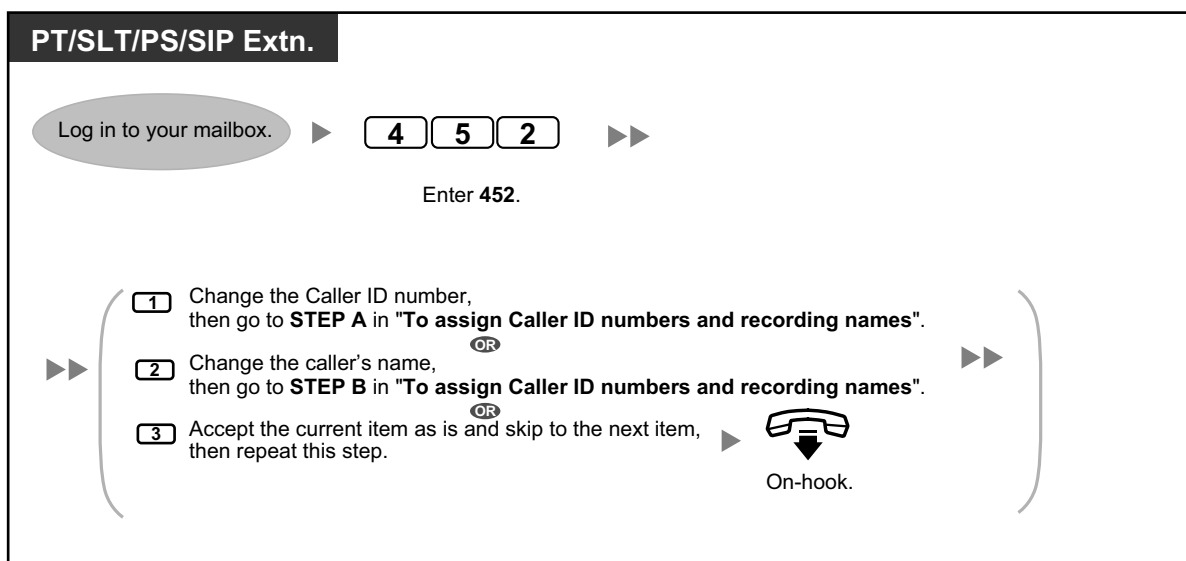 PT/SLT/PS/SIP Extn.
Log in to your mailbox.
4 5 2
Enter 452.
1 Change the Caller ID number,
then go to STEP A in "To assign Caller ID numbers and recording names".
OR
2 Change the caller's name,
then go to STEP B in "To assign Caller ID numbers and recording names".
OR
3 Accept the current item as is and skip to the next item,
then repeat this step.
On-hook.